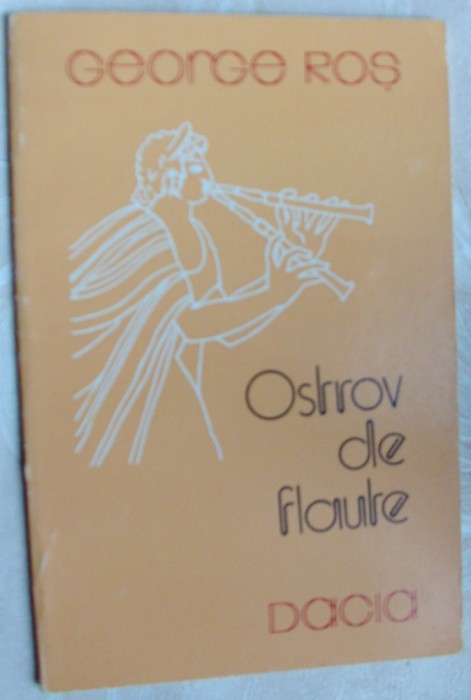 George Roș
Ostrov
de
flaute
Dacia